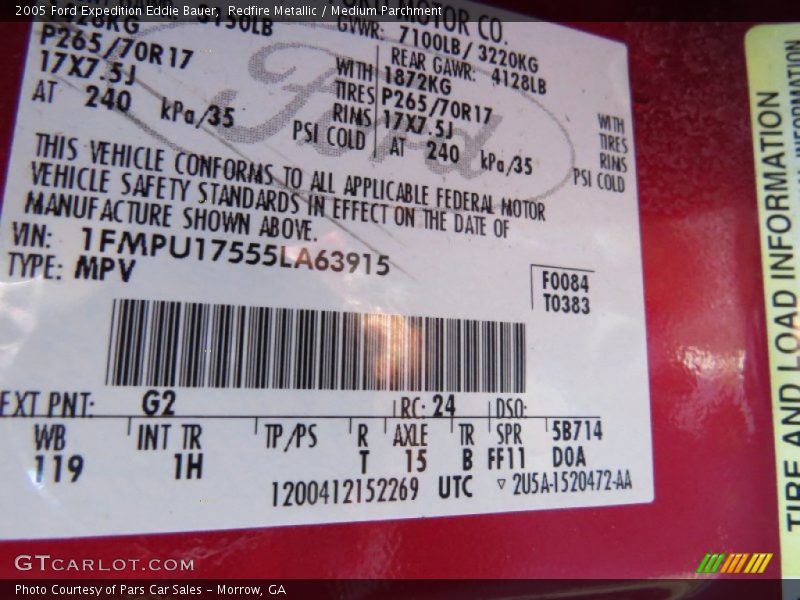 2005 Ford Expedition Eddie Bauer, Redfire Metallic / Medium Parchment
MOTOR CO.
3150LB
GVWR: 7100LB/ 3220KG
P265/70R17
17X7.5J
AT 240 kPa/35
WITH
TIRES
RIMS
PSI COLD
REAR GAWR: 4128LB
1872KG
P265/70R17
17X7.5J
AT 240 kPa/35
WITH
TIRES
RIMS
PSI COLD
Ford
THIS VEHICLE CONFORMS TO ALL APPLICABLE FEDERAL MOTOR
VEHICLE SAFETY STANDARDS IN EFFECT ON THE DATE OF
MANUFACTURE SHOWN ABOVE.
VIN: 1FMPU17555LA63915
TYPE: MPV
F0084
T0383
EXT PNT: G2 RC: 24 DSO:
WB INT TR TP/PS R AXLE TR SPR 5B714
119 1H T 15 B FF11 DOA
1200412152269 UTC ▽ 2U5A-1520472-AA
TIRE AND LOAD INFORMATION
GTCARLOT.COM
Photo Courtesy of Pars Car Sales - Morrow, GA